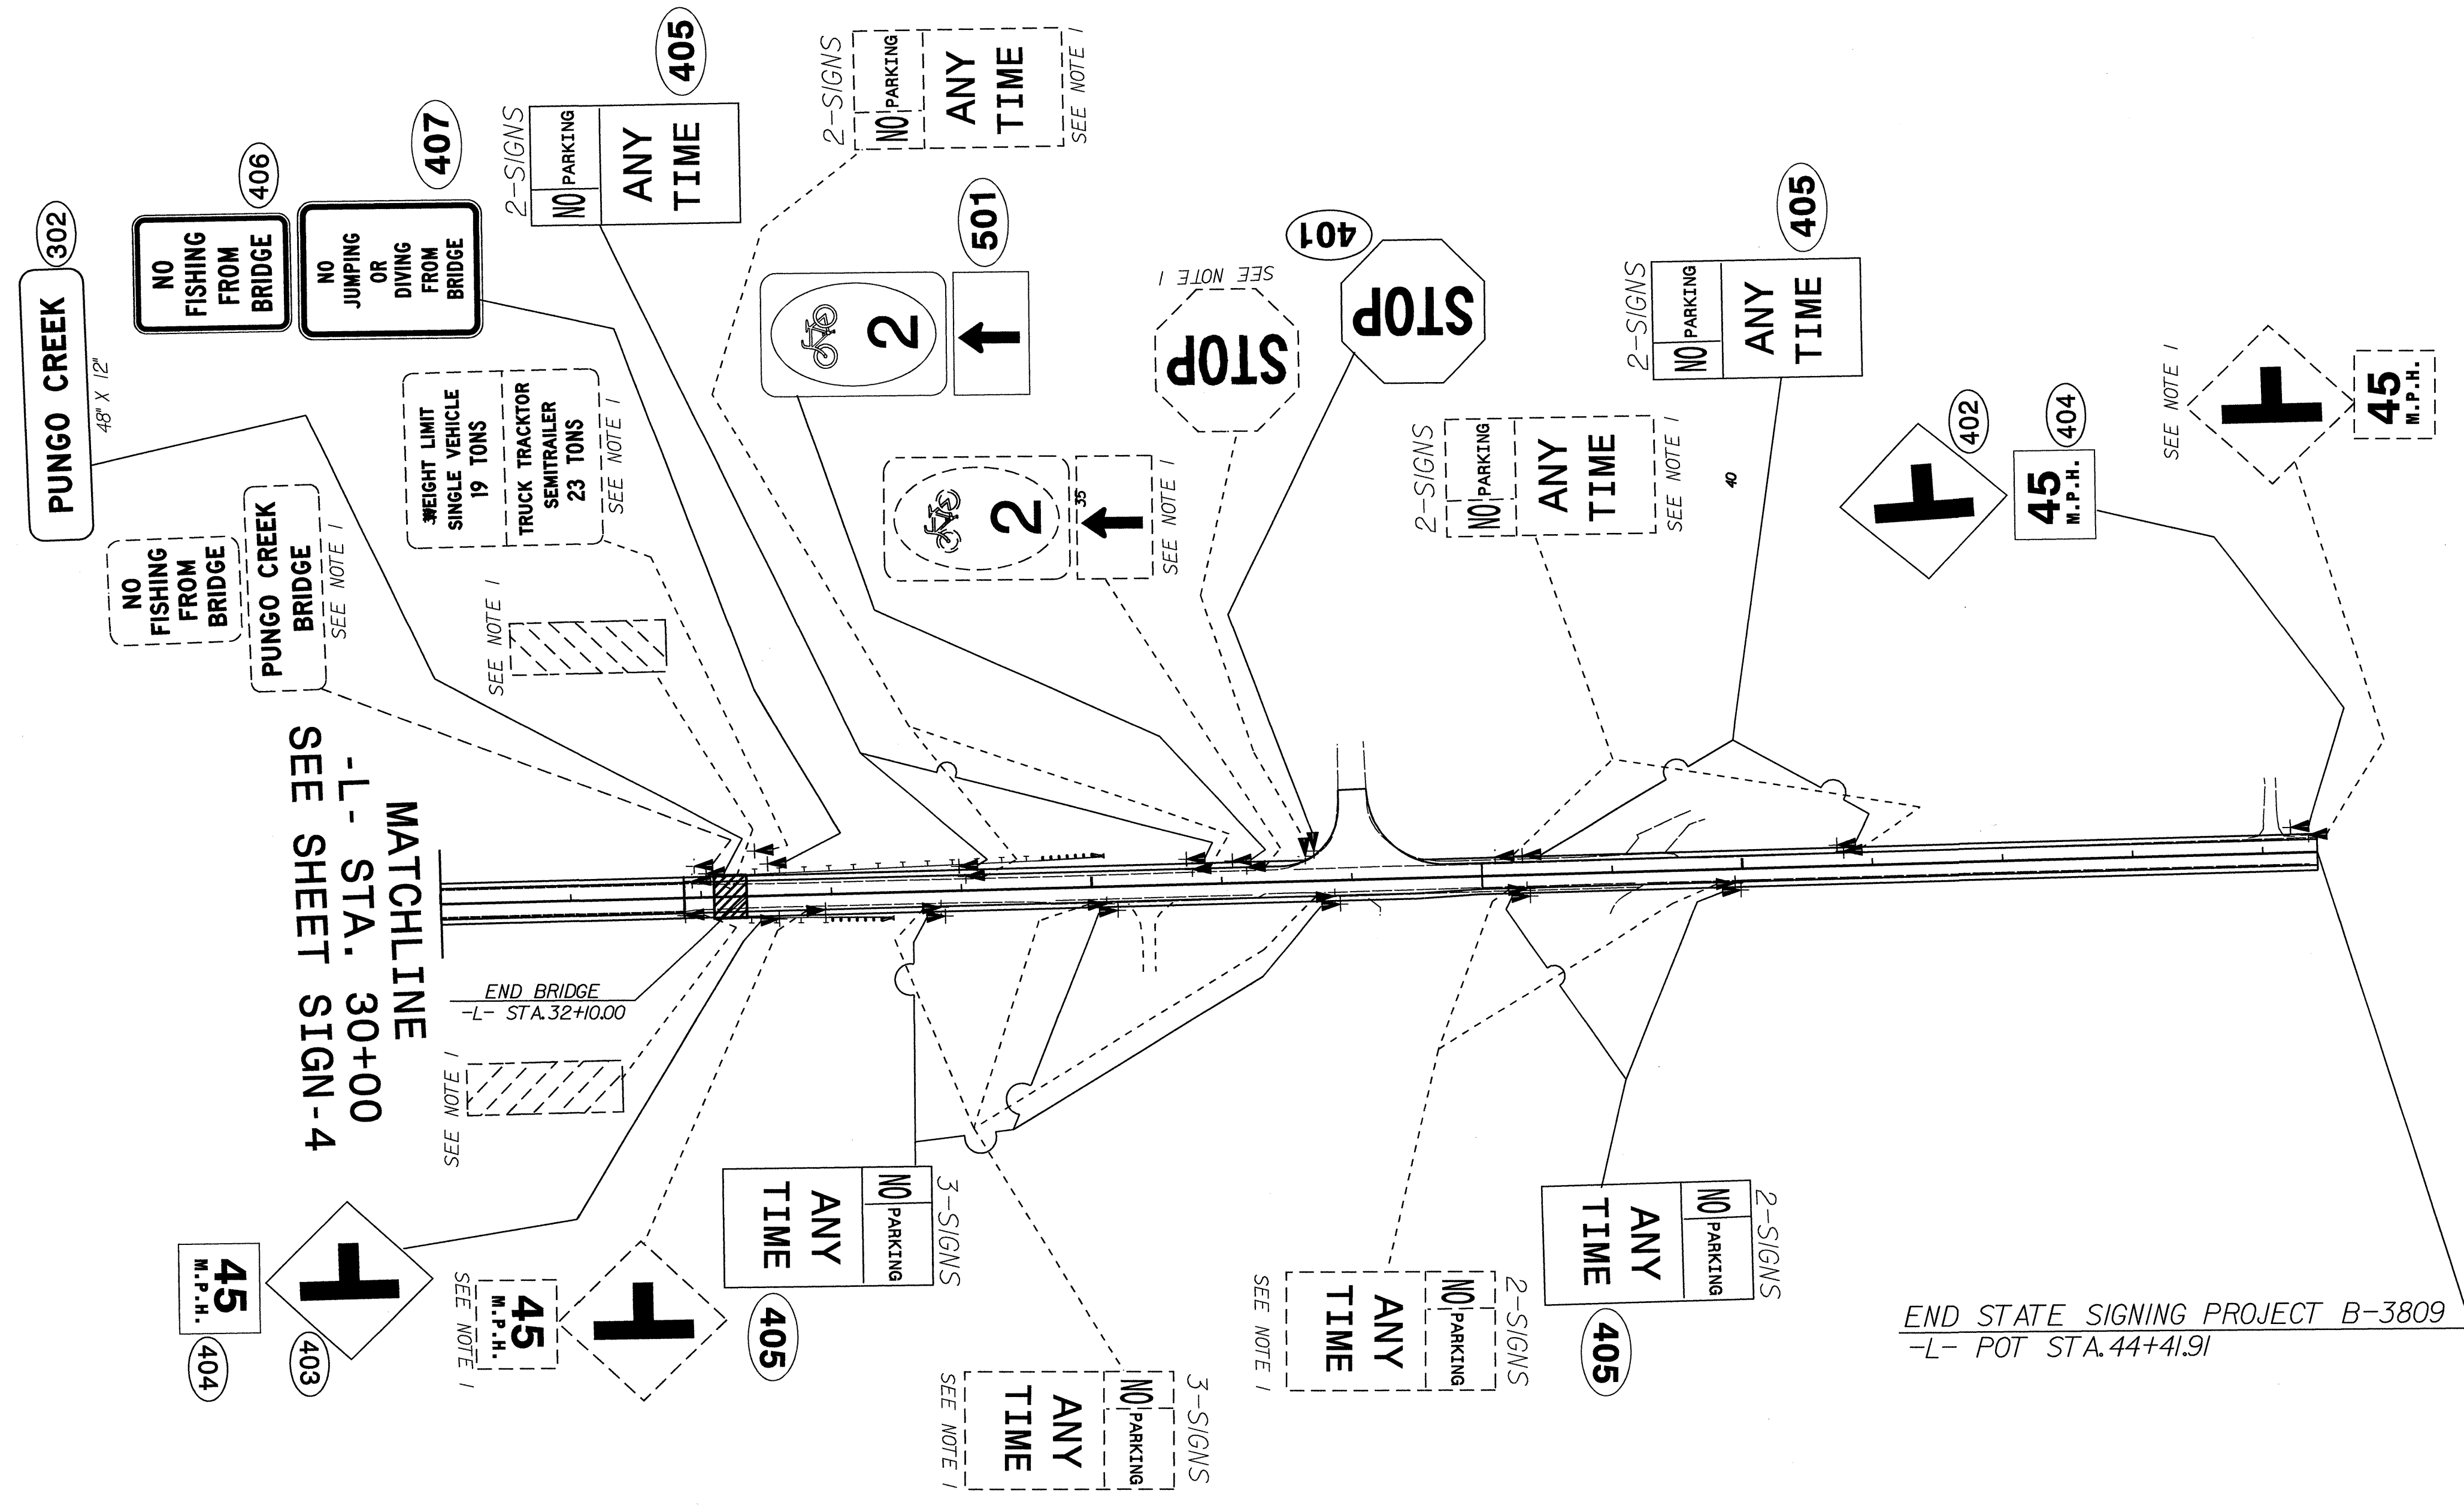 302
PUNGO CREEK
48" X 12"
406
NO
FISHING
FROM
BRIDGE
407
NO
JUMPING
OR
DIVING
FROM
BRIDGE
405
2-SIGNS
NO PARKING
ANY
TIME
2-SIGNS
NO PARKING
ANY
TIME
SEE NOTE 1
501
2
401
STOP
SEE NOTE 1
STOP
405
2-SIGNS
NO PARKING
ANY
TIME
2-SIGNS
NO PARKING
ANY
TIME
SEE NOTE 1
40
402
404
45
M.P.H.
SEE NOTE 1
45
M.P.H.
NO
FISHING
FROM
BRIDGE
PUNGO CREEK
BRIDGE
SEE NOTE 1
WEIGHT LIMIT
SINGLE VEHICLE
19 TONS
TRUCK TRACKTOR
SEMITRAILER
23 TONS
SEE NOTE 1
SEE NOTE 1
2
35
SEE NOTE 1
MATCHLINE
-L- STA. 30+00
SEE SHEET SIGN-4
END BRIDGE
-L- STA.32+10.00
SEE NOTE 1
45
M.P.H.
404
403
SEE NOTE 1
45
M.P.H.
3-SIGNS
NO PARKING
ANY
TIME
405
3-SIGNS
NO PARKING
ANY
TIME
SEE NOTE 1
2-SIGNS
NO PARKING
ANY
TIME
SEE NOTE 1
2-SIGNS
NO PARKING
ANY
TIME
405
END STATE SIGNING PROJECT B-3809
-L- POT STA.44+41.91